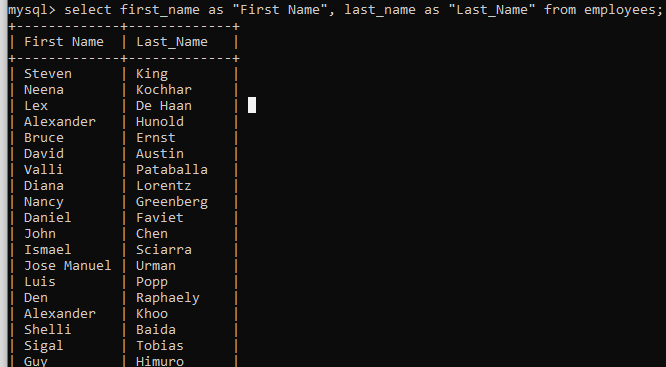 mysql> select first_name as "First Name", last_name as "Last_Name" from employees;
+-------------+-------------+
| First Name  | Last_Name   |
+-------------+-------------+
| Steven      | King        |
| Neena       | Kochhar     |
| Lex         | De Haan     |
| Alexander   | Hunold      |
| Bruce       | Ernst       |
| David       | Austin      |
| Valli       | Pataballa   |
| Diana       | Lorentz     |
| Nancy       | Greenberg   |
| Daniel      | Faviet      |
| John        | Chen        |
| Ismael      | Sciarra     |
| Jose Manuel | Urman       |
| Luis        | Popp        |
| Den         | Raphaely    |
| Alexander   | Khoo        |
| Shelli      | Baida       |
| Sigal       | Tobias      |
| Guy         | Himuro      |